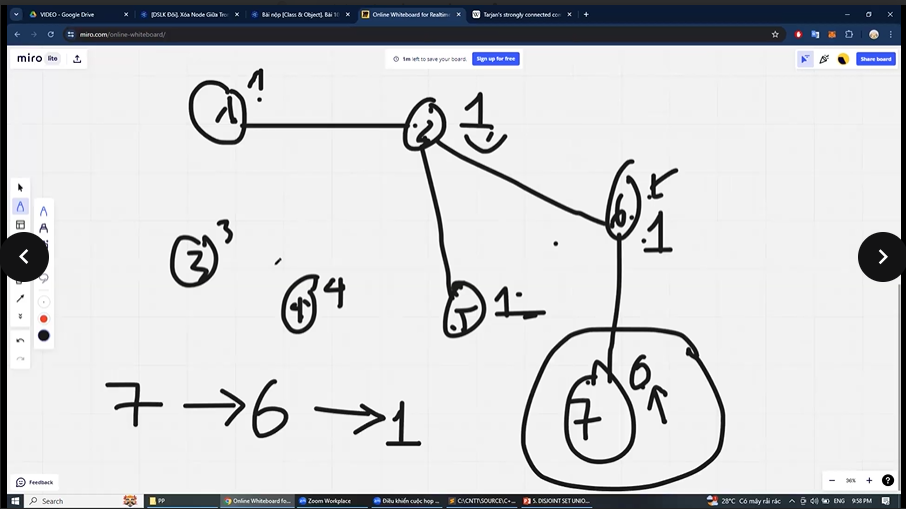 VIDEO - Google Drive
[DSLK Đôi]. Xóa Node Giữa Tro
Bài nộp [Class & Object], Bài 1
Online Whiteboard for Realtim
Tarjan's strongly connected con
miro.com/online-whiteboard/
miro lite
1m left to save your board.
Sign up for free
Share board
1 1
2 1
6 1
3 3
4 4
5 1
7 6
7 → 6 → 1
Feedback
36%
Search
PP
Online Whiteboard fo...
Zoom Workplace
Điều khiển cuộc họp ...
C:\CNTT\SOURCE\C+...
5. DISJOINT SET UNIO...
28°C Có mây rải rác
ENG
9:58 PM